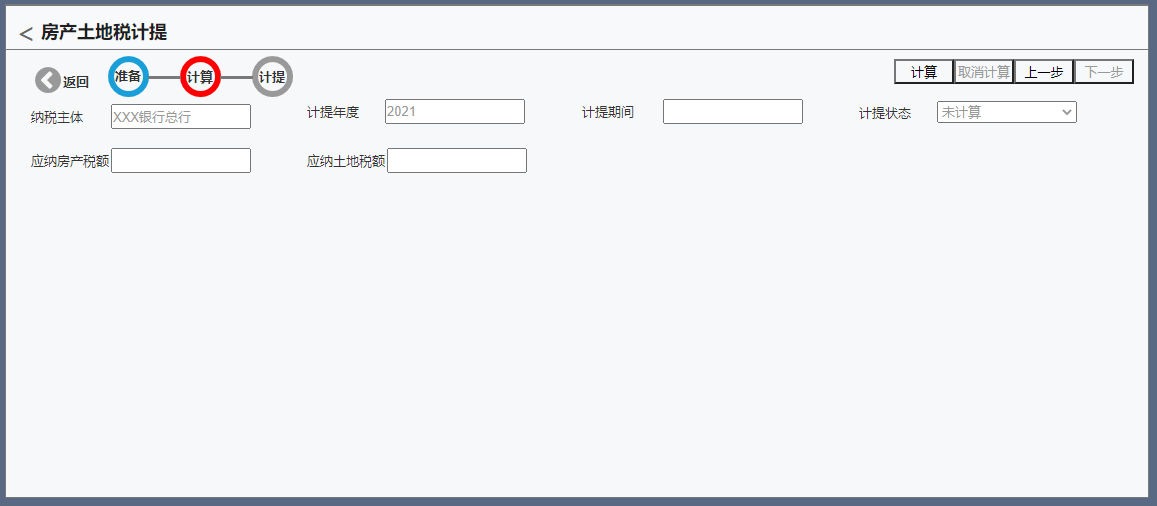 < 房产土地税计提
返回 准备 计算 计提 计算 取消计算 上一步 下一步
纳税主体 XXX银行总行 计提年度 2021 计提期间 计提状态 未计算
应纳房产税额 应纳土地税额